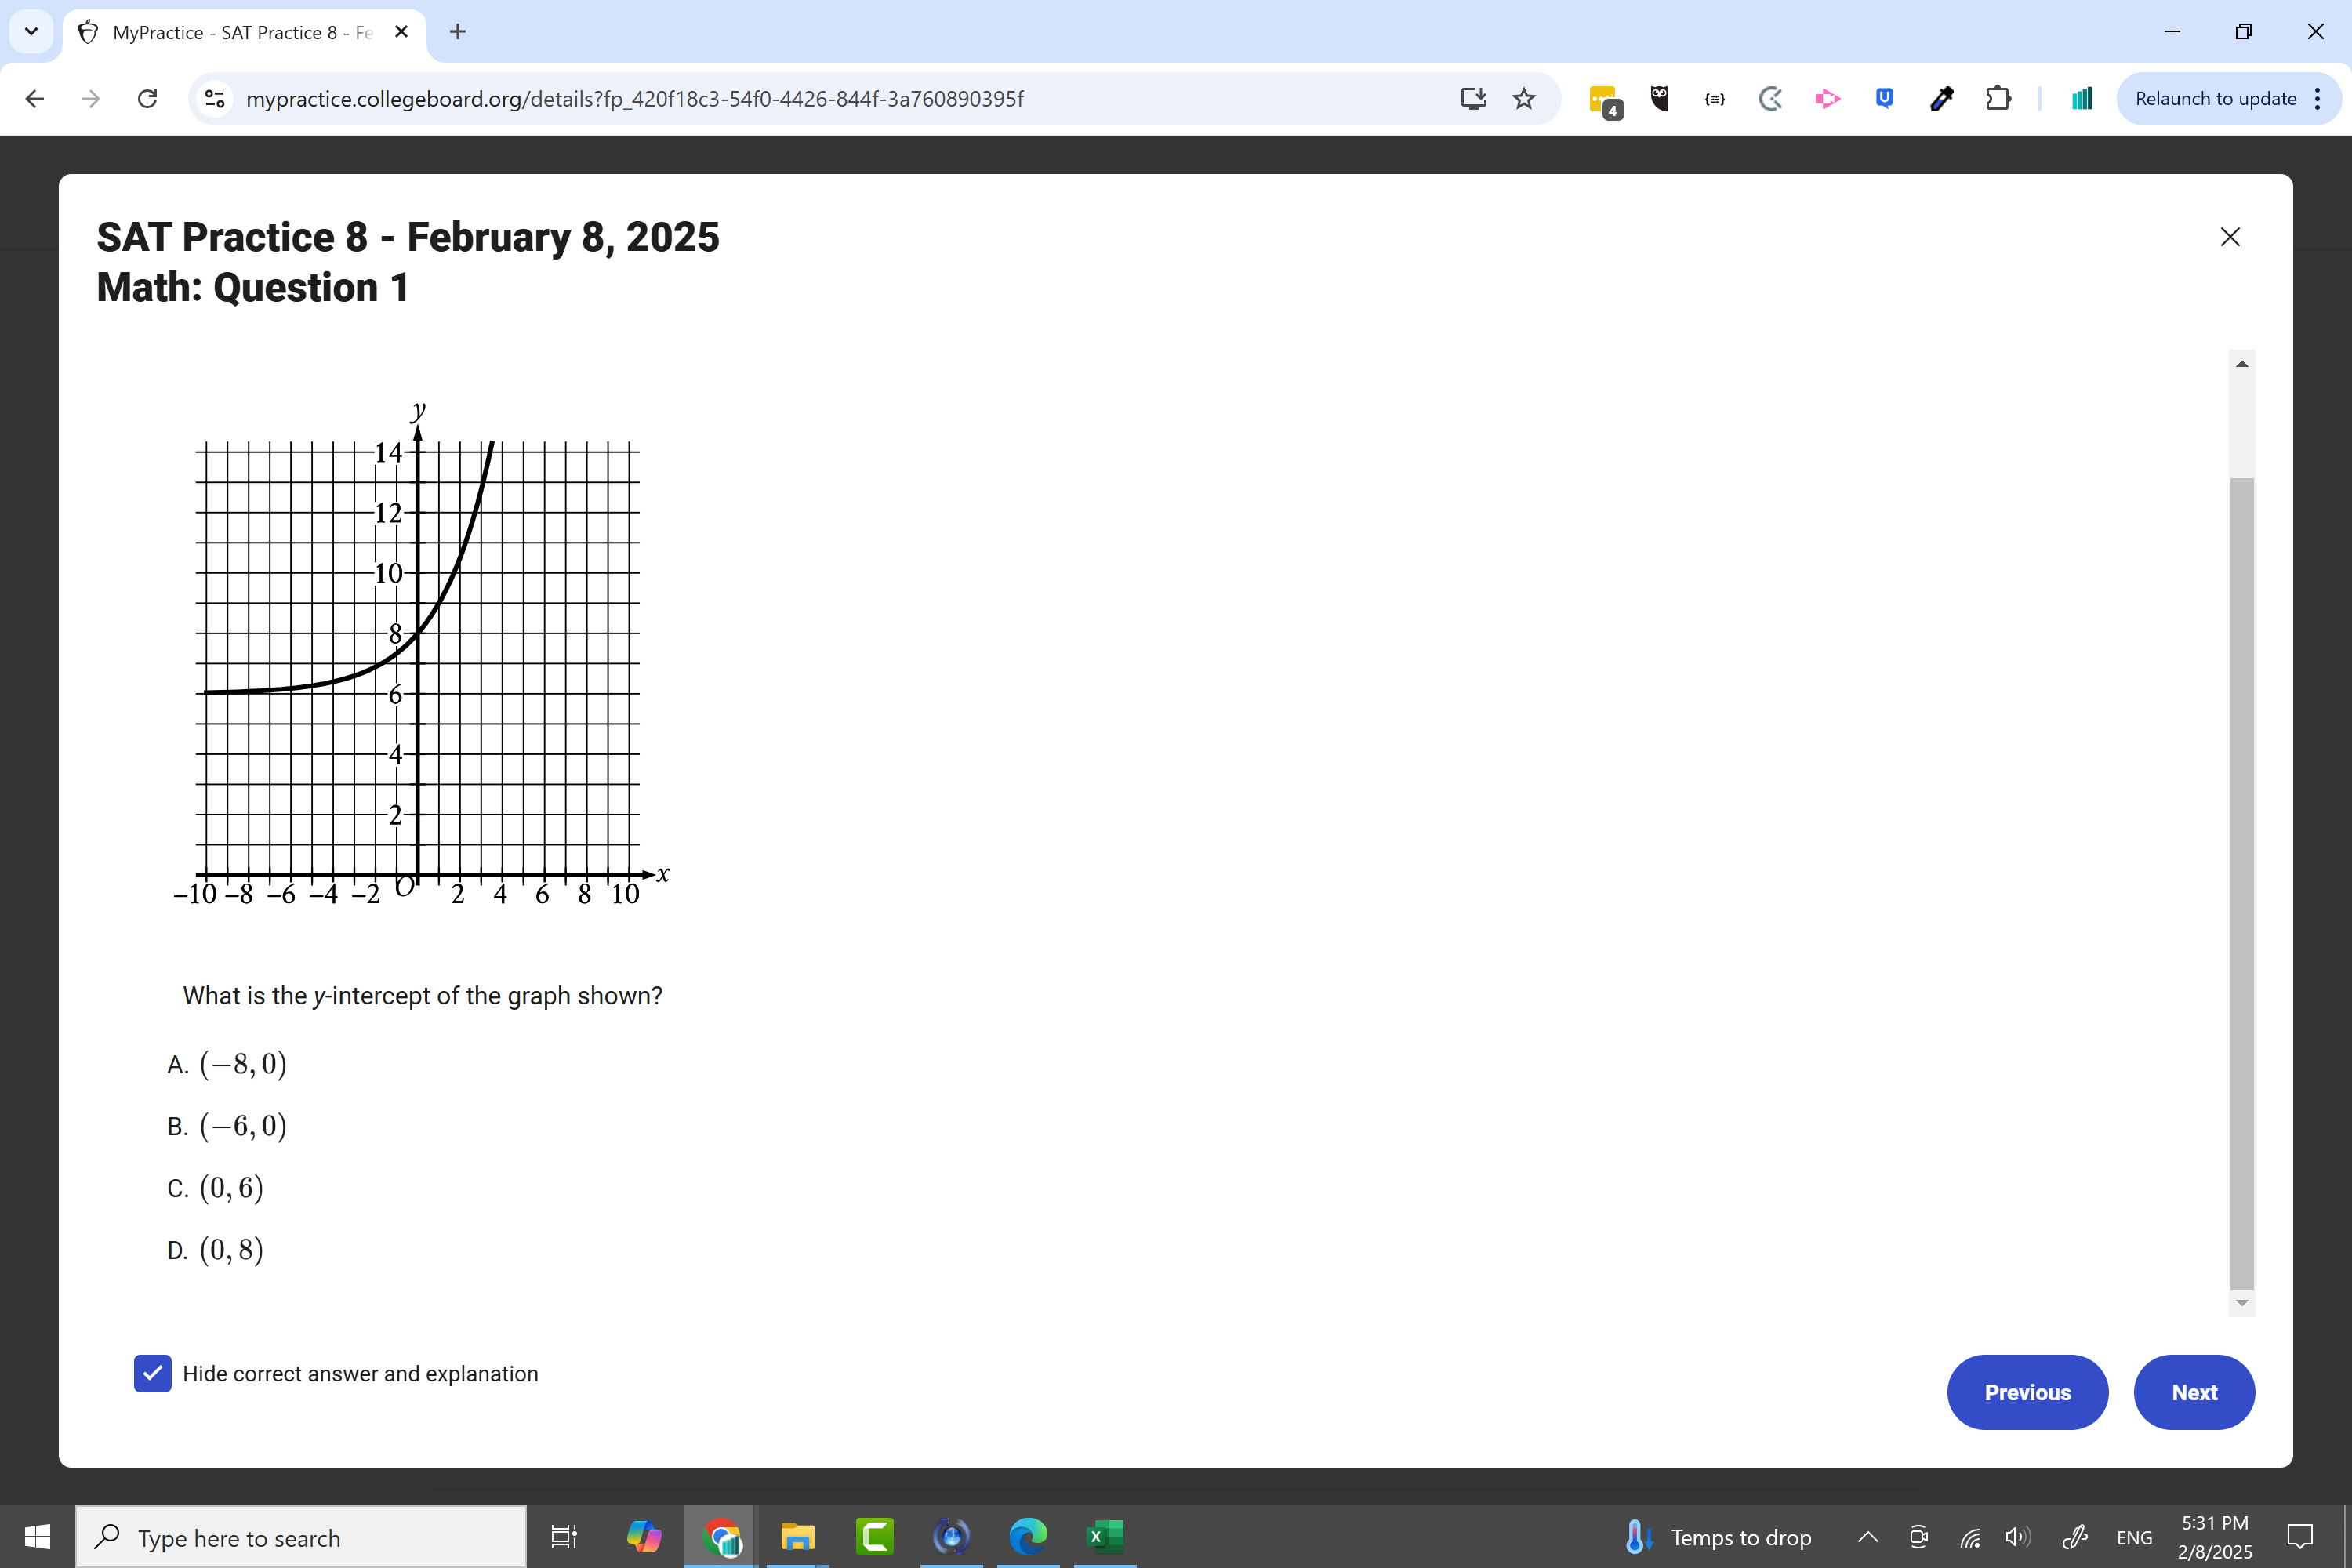 MyPractice - SAT Practice 8 - Fe
mypractice.collegeboard.org/details?fp_420f18c3-54f0-4426-844f-3a760890395f
4
Relaunch to update
SAT Practice 8 - February 8, 2025
Math: Question 1
y
14
12
10
8
6
4
2
x
−10 −8 −6 −4 −2 O 2 4 6 8 10
What is the y-intercept of the graph shown?
A. (−8, 0)
B. (−6, 0)
C. (0, 6)
D. (0, 8)
Hide correct answer and explanation
Previous
Next
Type here to search
Temps to drop
ENG
5:31 PM
2/8/2025